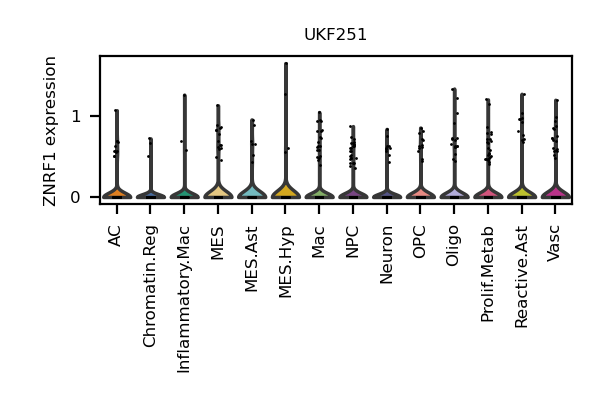 UKF251
ZNRF1 expression
1
0
AC
Chromatin.Reg
Inflammatory.Mac
MES
MES.Ast
MES.Hyp
Mac
NPC
Neuron
OPC
Oligo
Prolif.Metab
Reactive.Ast
Vasc